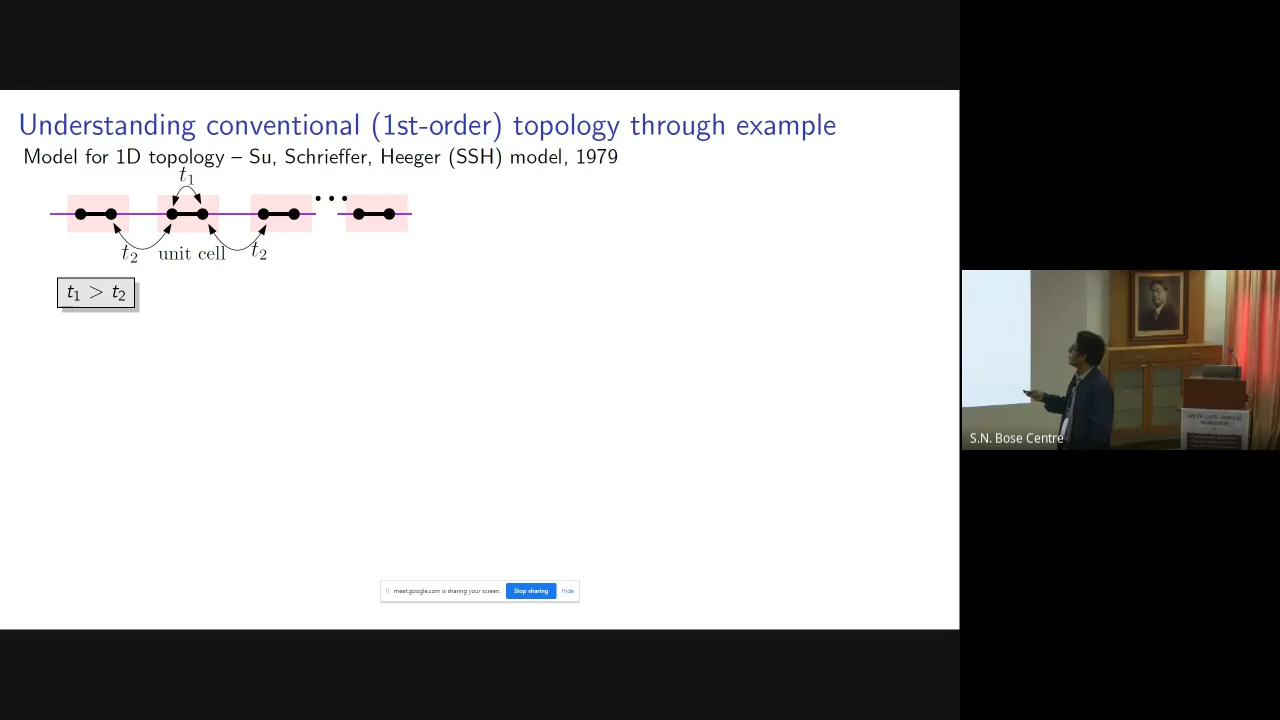 Understanding conventional (1st-order) topology through example
Model for 1D topology – Su, Schrieffer, Heeger (SSH) model, 1979
t₁
t₂ unit cell t₂
t₁ > t₂
meet.google.com is sharing your screen. Stop sharing Hide
S.N. Bose Centre